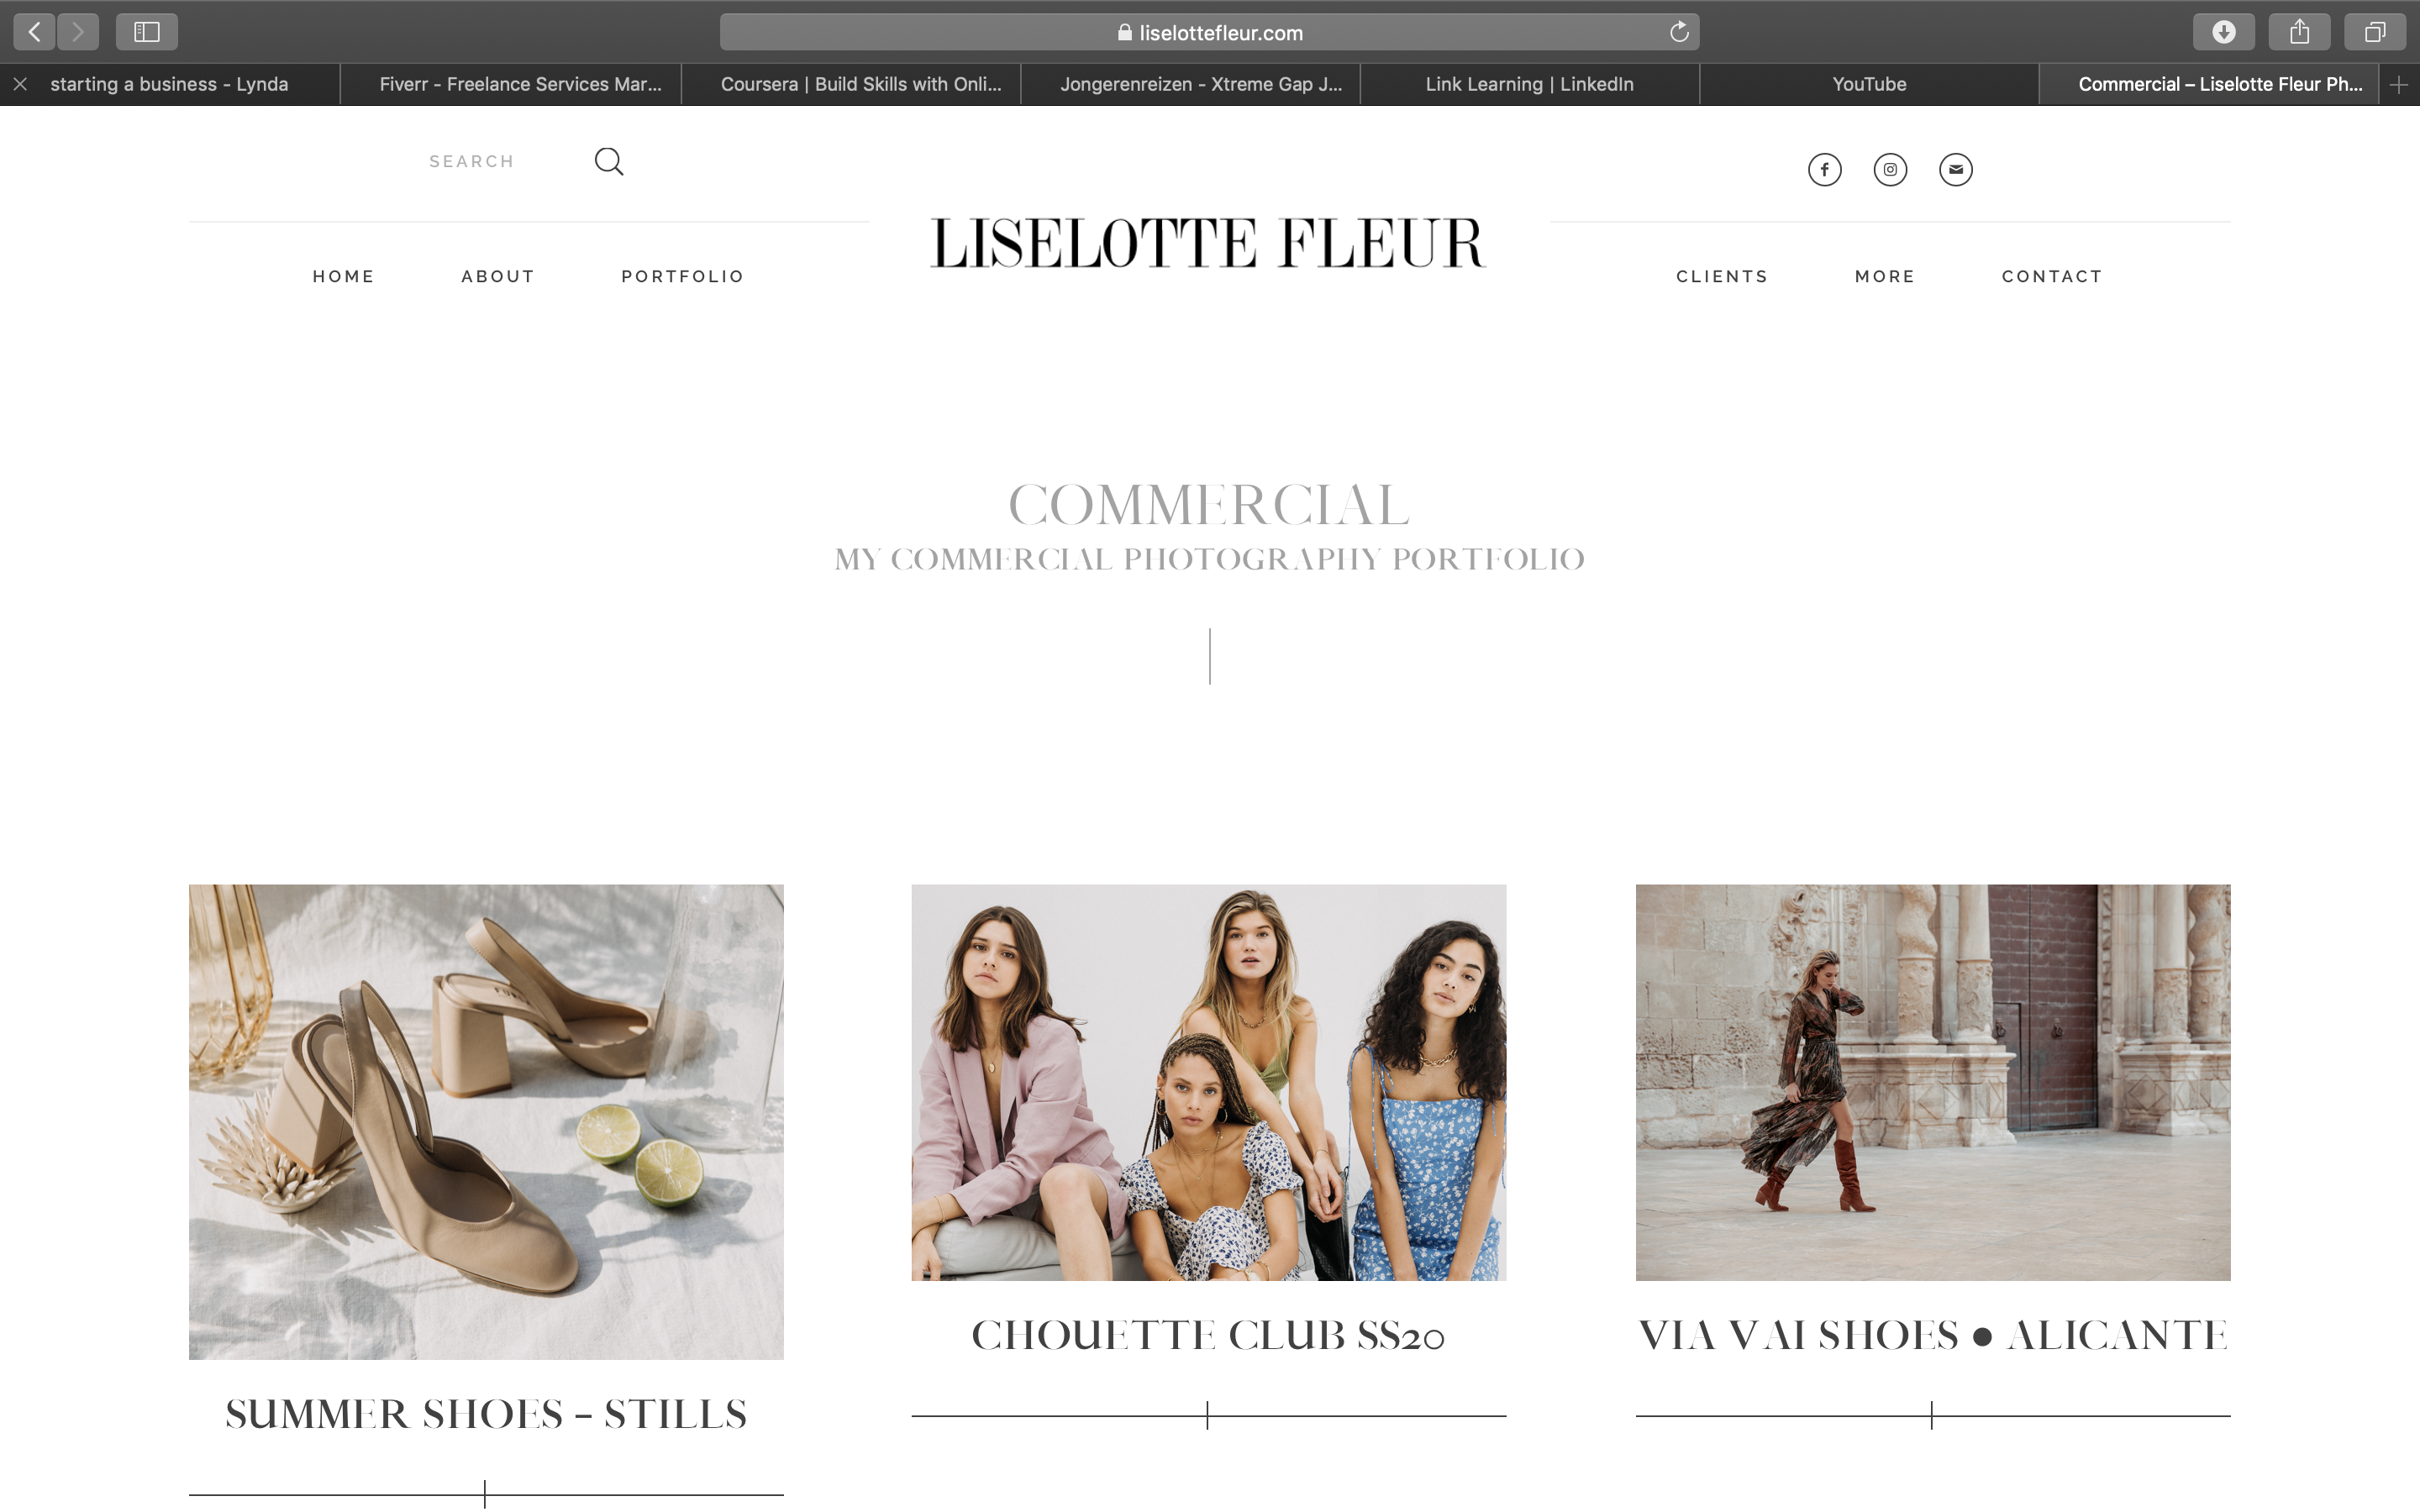 liselottefleur.com
starting a business - Lynda
Fiverr - Freelance Services Mar...
Coursera | Build Skills with Onli...
Jongerenreizen - Xtreme Gap J...
Link Learning | LinkedIn
YouTube
Commercial – Liselotte Fleur Ph...
SEARCH
LISELOTTE FLEUR
HOME ABOUT PORTFOLIO
CLIENTS MORE CONTACT
COMMERCIAL
MY COMMERCIAL PHOTOGRAPHY PORTFOLIO
SUMMER SHOES – STILLS
CHOUETTE CLUB SS20
VIA VAI SHOES ● ALICANTE